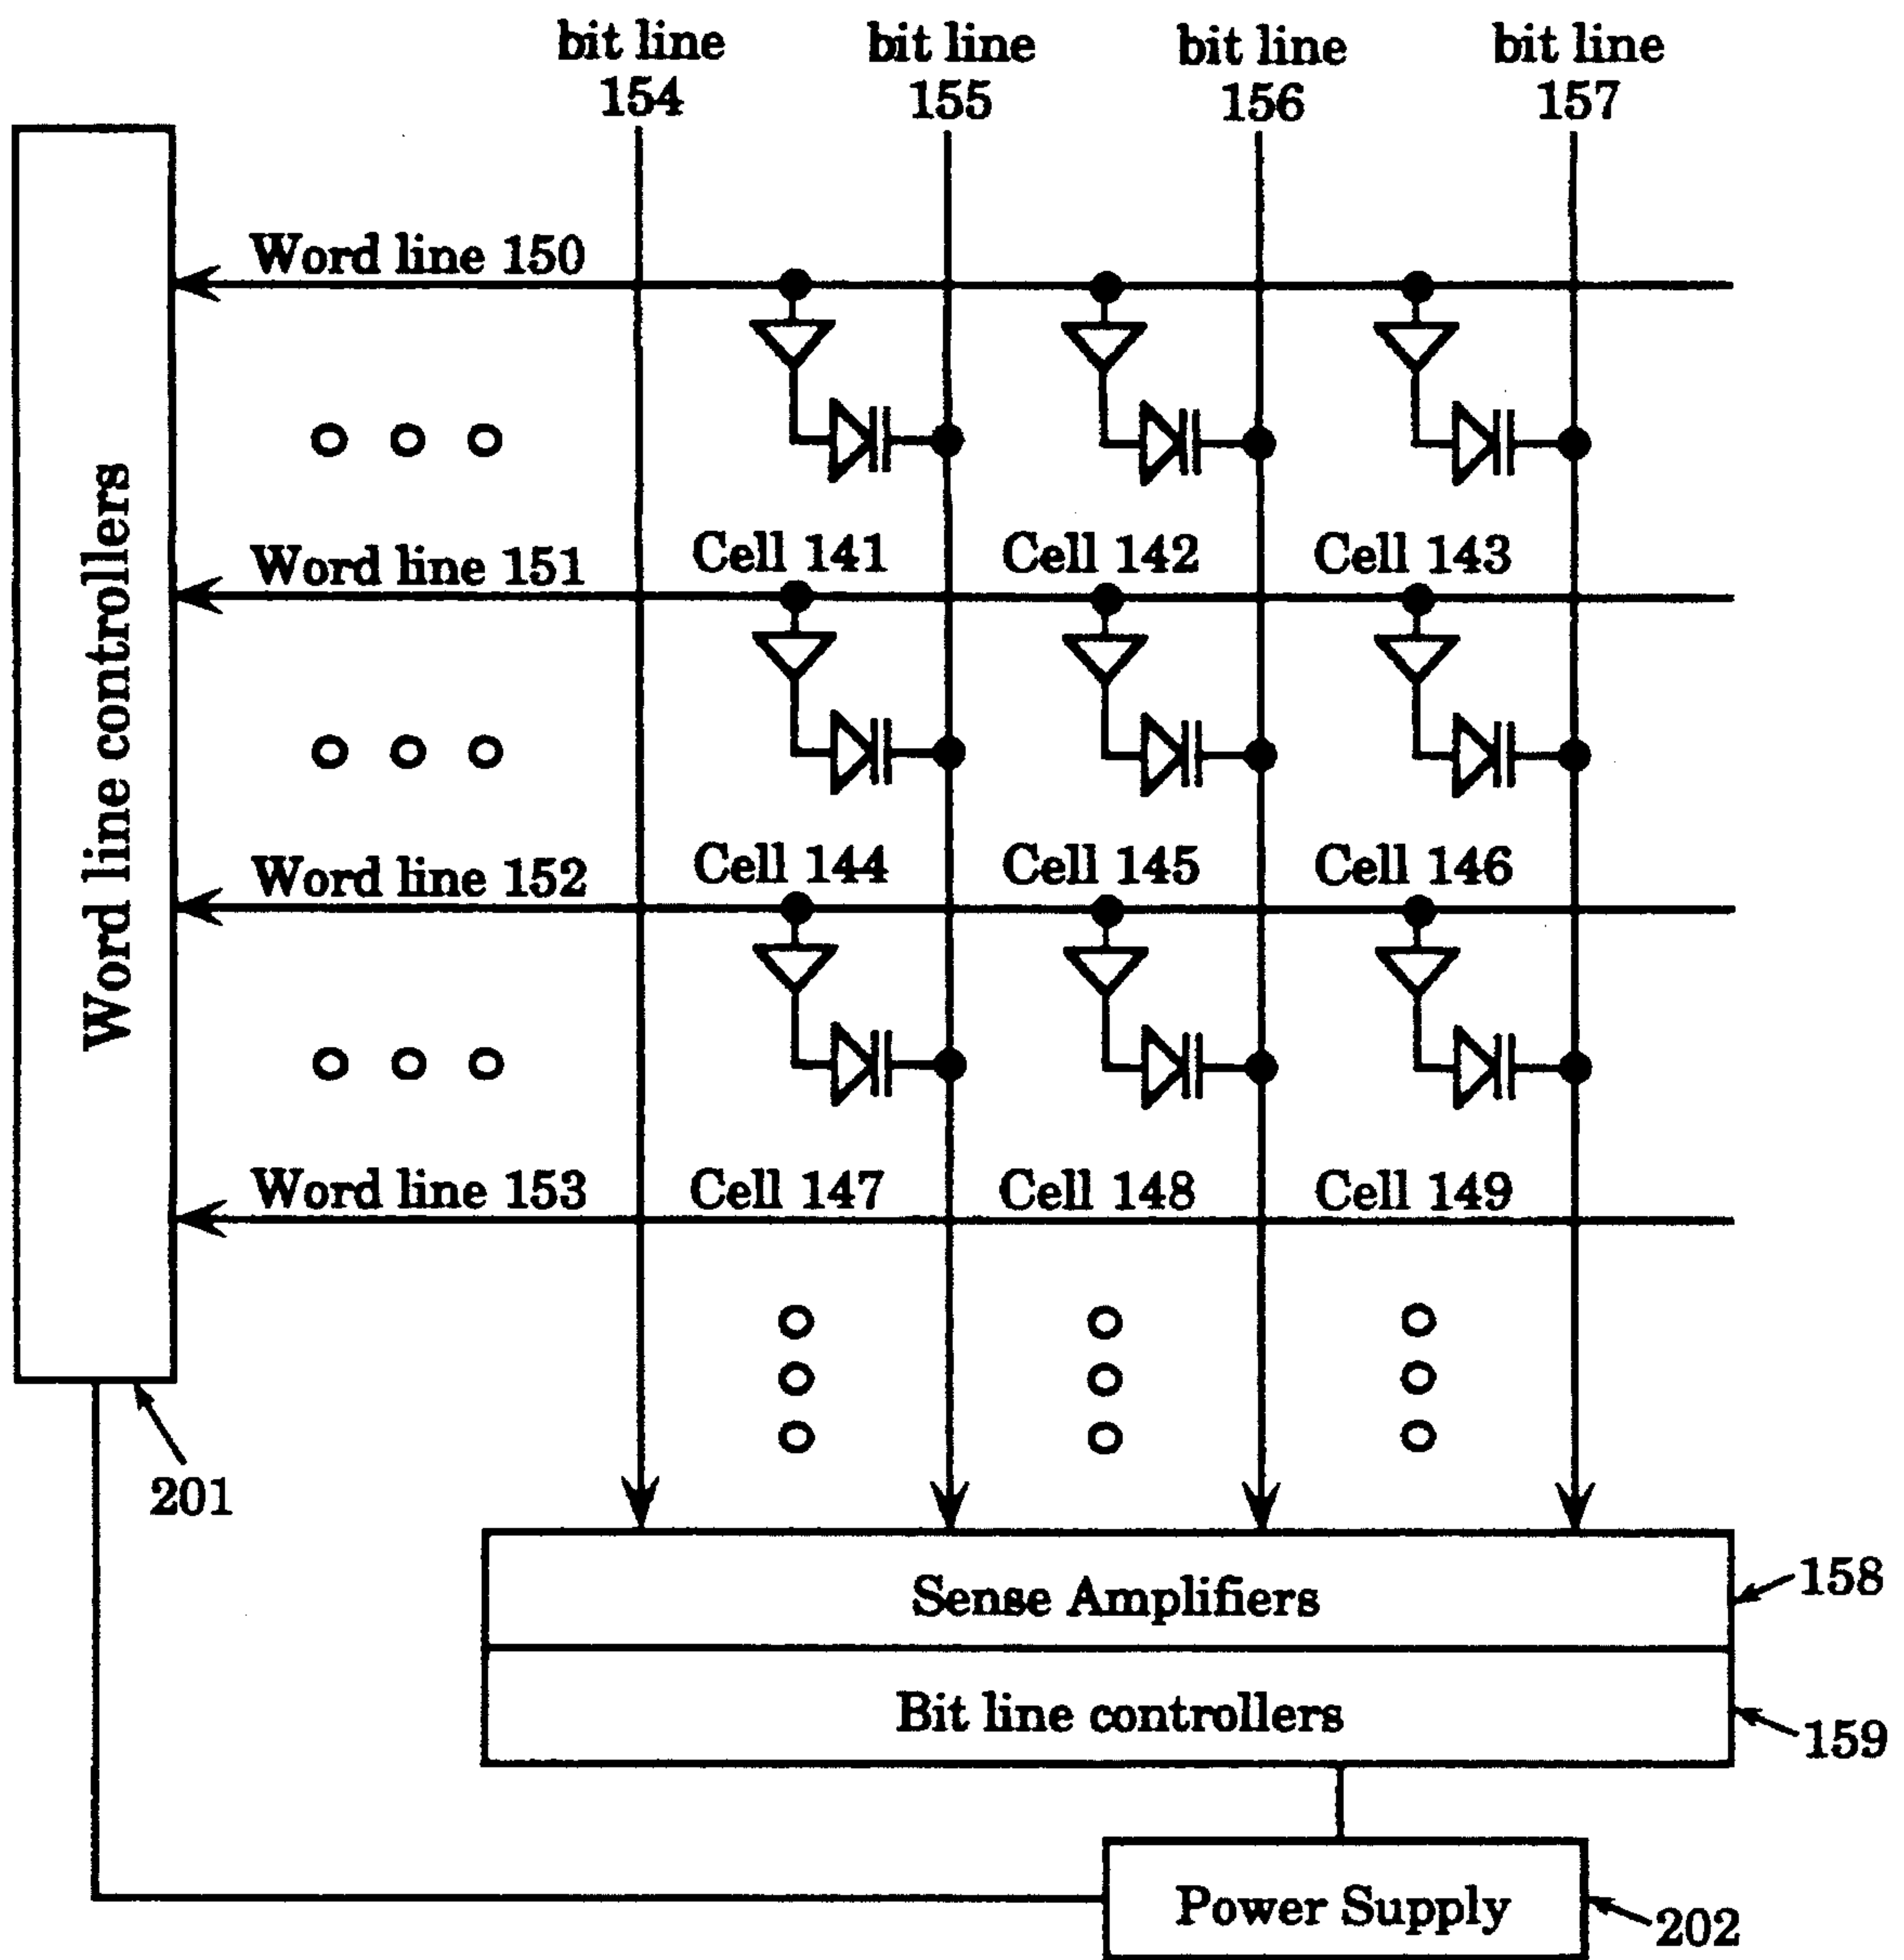 bit line 154
bit line 155
bit line 156
bit line 157
Word line controllers
Word line 150
Word line 151
Cell 141
Cell 142
Cell 143
Word line 152
Cell 144
Cell 145
Cell 146
Word line 153
Cell 147
Cell 148
Cell 149
201
Sense Amplifiers
158
Bit line controllers
159
Power Supply
202